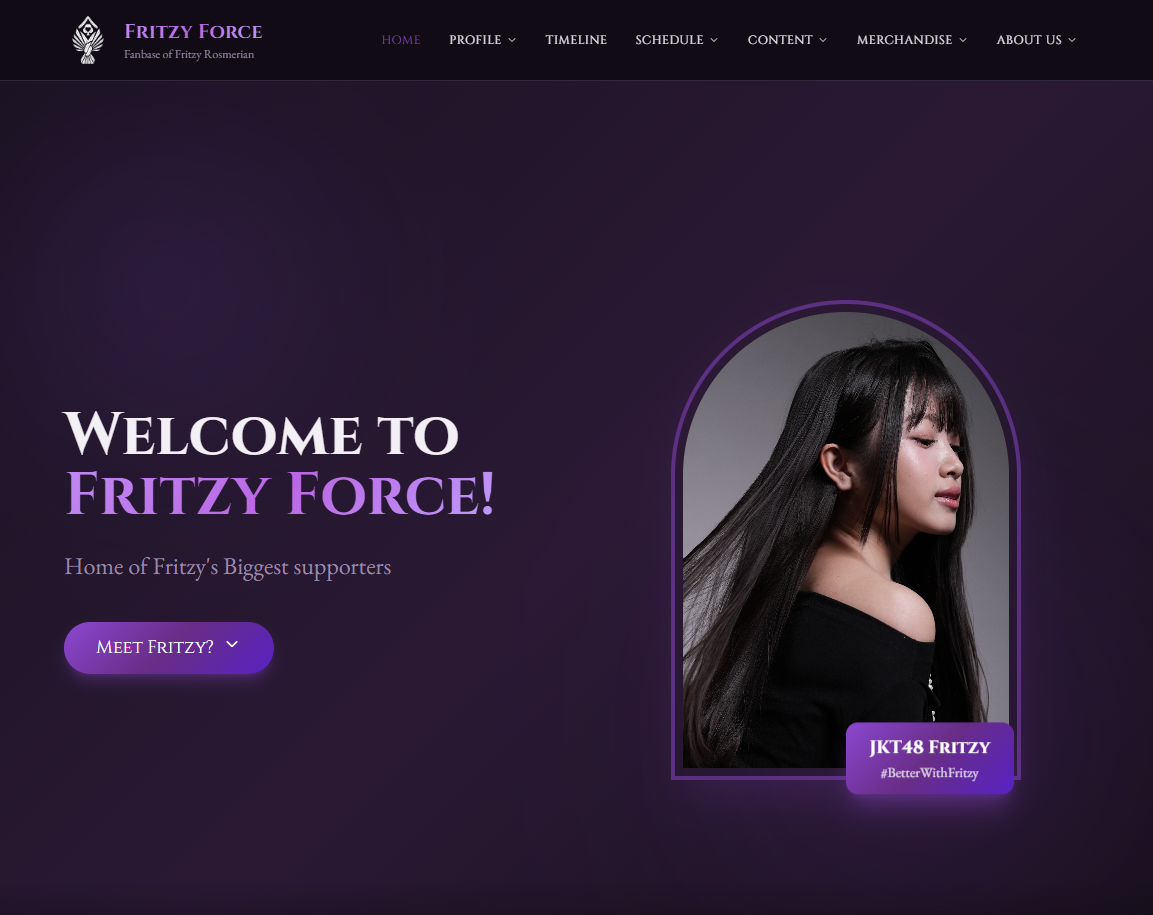 Fritzy Force
Fanbase of Fritzy Rosmerian
HOME PROFILE TIMELINE SCHEDULE CONTENT MERCHANDISE ABOUT US
Welcome to
Fritzy Force!
Home of Fritzy's Biggest supporters
Meet Fritzy?
JKT48 Fritzy
#BetterWithFritzy